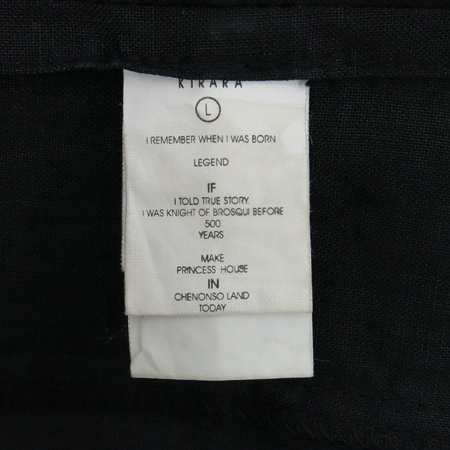 KIRARA
L
I REMEMBER WHEN I WAS BORN
LEGEND
IF
I TOLD TRUE STORY.
I WAS KNIGHT OF BROSQUI BEFORE
500
YEARS
MAKE
PRINCESS HOUSE
IN
CHENONSO LAND
TODAY